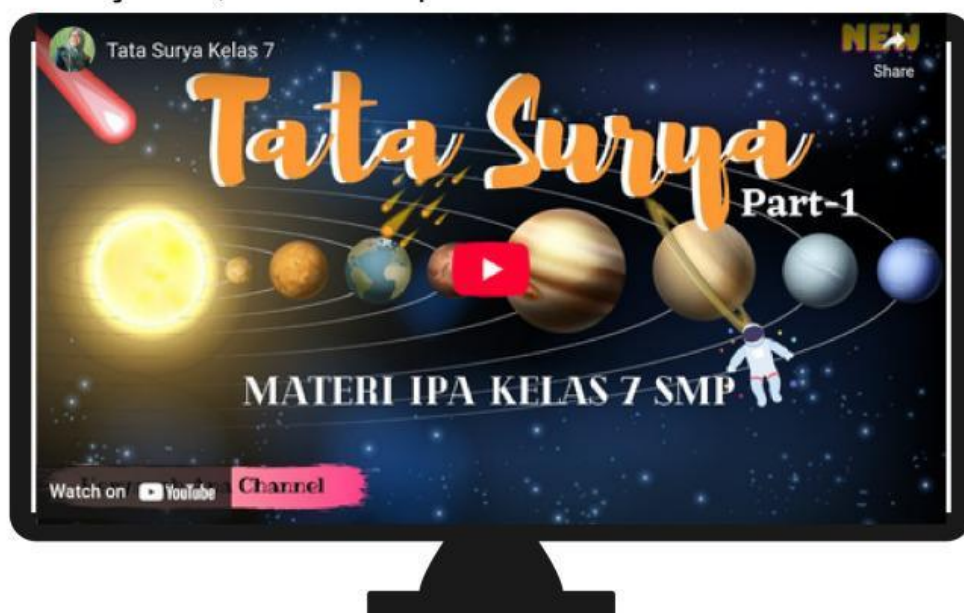 Tata Surya Kelas 7
NEW
Share
Tata Surya
Part-1
MATERI IPA KELAS 7 SMP
Watch on YouTube
Channel